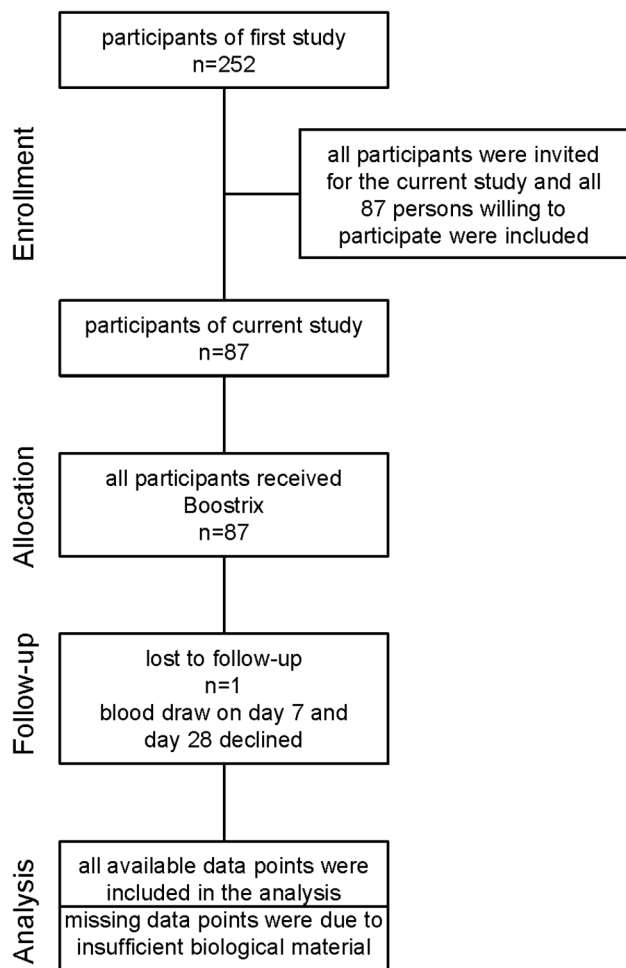 participants of first study
n=252
Enrollment
all participants were invited
for the current study and all
87 persons willing to
participate were included
participants of current study
n=87
Allocation
all participants received
Boostrix
n=87
Follow-up
lost to follow-up
n=1
blood draw on day 7 and
day 28 declined
Analysis
all available data points were
included in the analysis
missing data points were due to
insufficient biological material